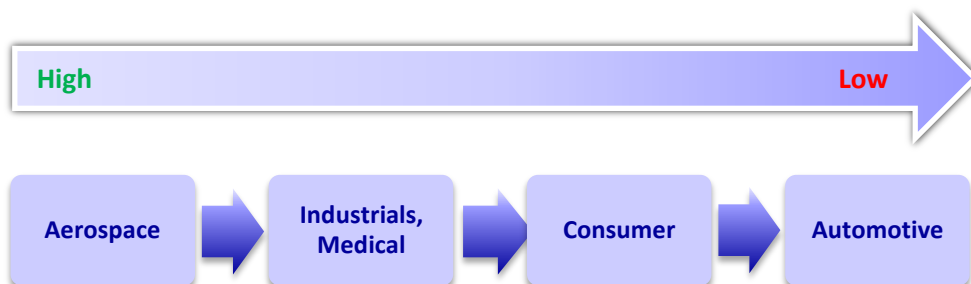 High
Low
Aerospace
Industrials,
Medical
Consumer
Automotive